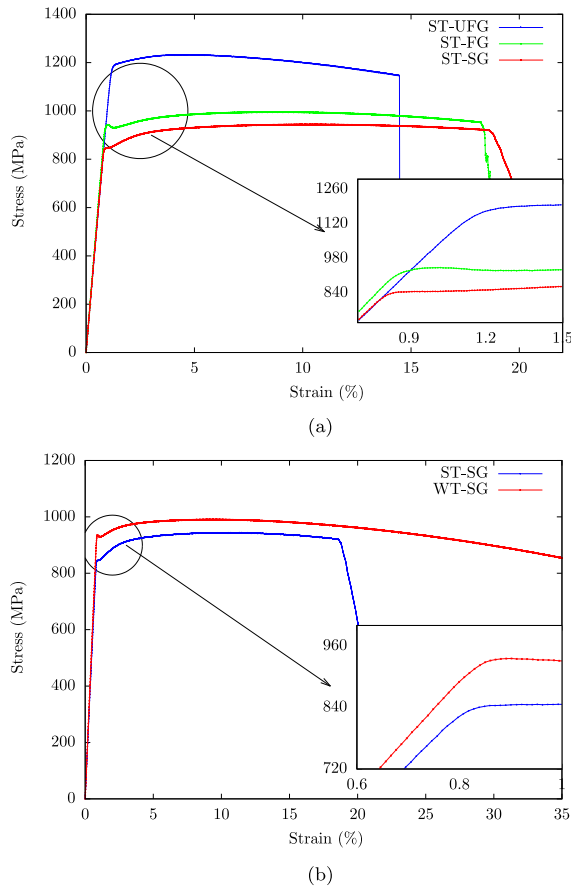 1400
1200
1000
800
600
400
200
0
Stress (MPa)
ST-UFG
ST-FG
ST-SG
1260
1120
980
840
0.9 1.2 1.5
0 5 10 15 20
Strain (%)
(a)
1200
1000
800
600
400
200
0
Stress (MPa)
ST-SG
WT-SG
960
840
720
0.6 0.8 1
0 5 10 15 20 25 30 35
Strain (%)
(b)